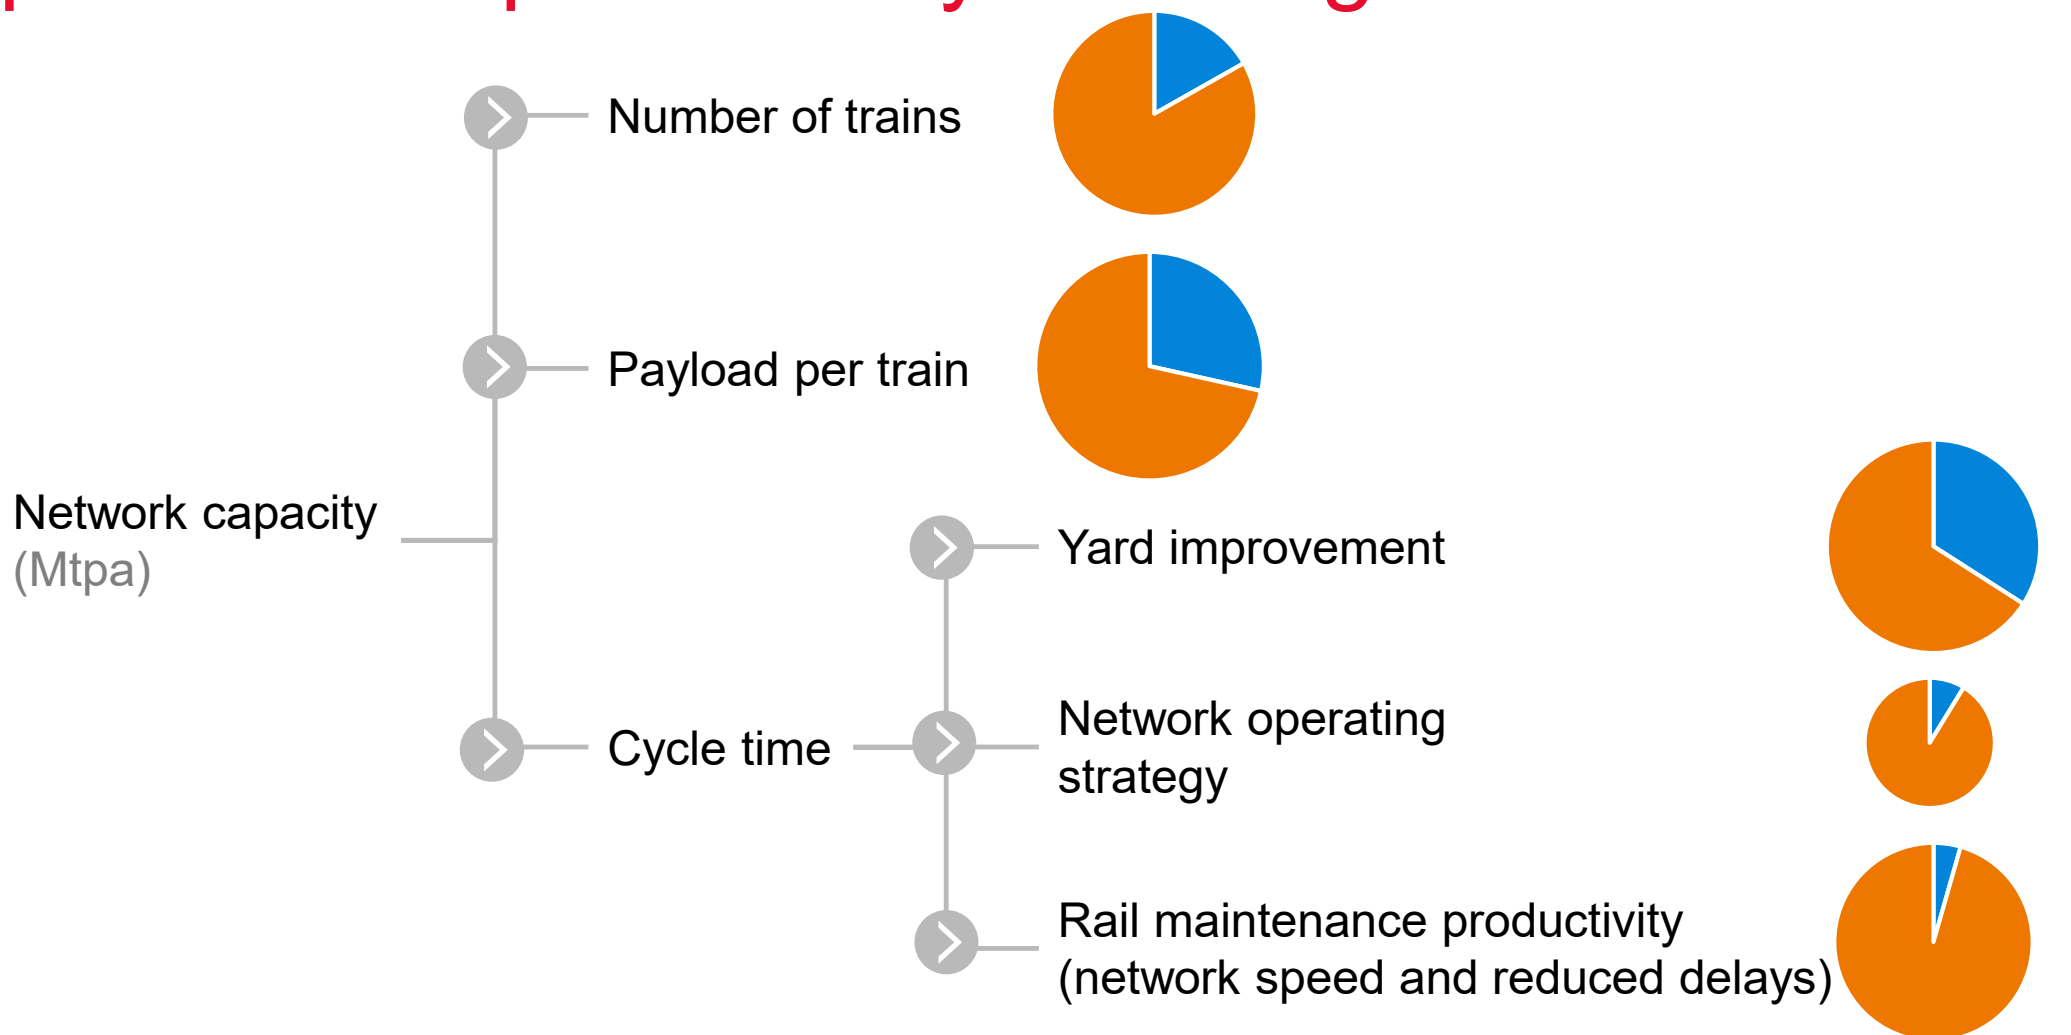 Number of trains
Payload per train
Network capacity
(Mtpa)
Yard improvement
Network operating
strategy
Cycle time
Rail maintenance productivity
(network speed and reduced delays)